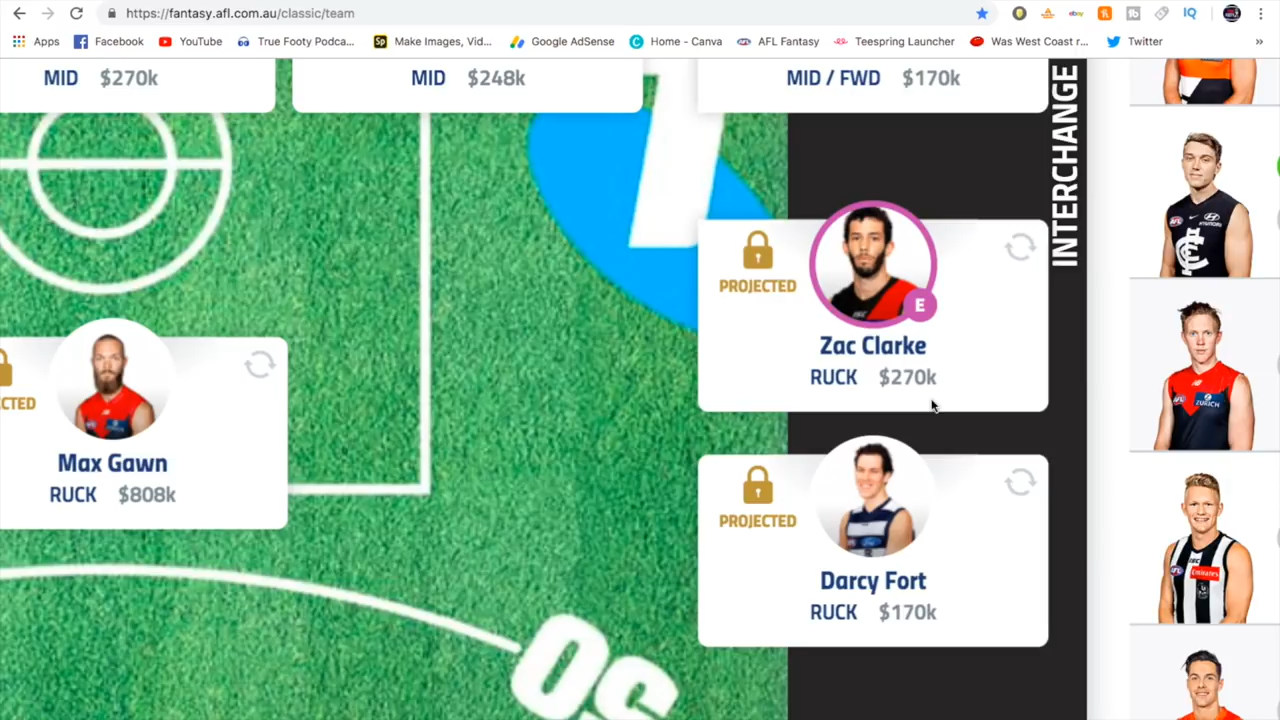 https://fantasy.afl.com.au/classic/team
Apps Facebook YouTube True Footy Podca... Make Images, Vid... Google AdSense Home - Canva AFL Fantasy Teespring Launcher Was West Coast r... Twitter »
MID $270k
MID $248k
MID / FWD $170k
INTERCHANGE
PROJECTED
E
Zac Clarke
RUCK $270k
CTED
Max Gawn
RUCK $808k
PROJECTED
Darcy Fort
RUCK $170k
OS